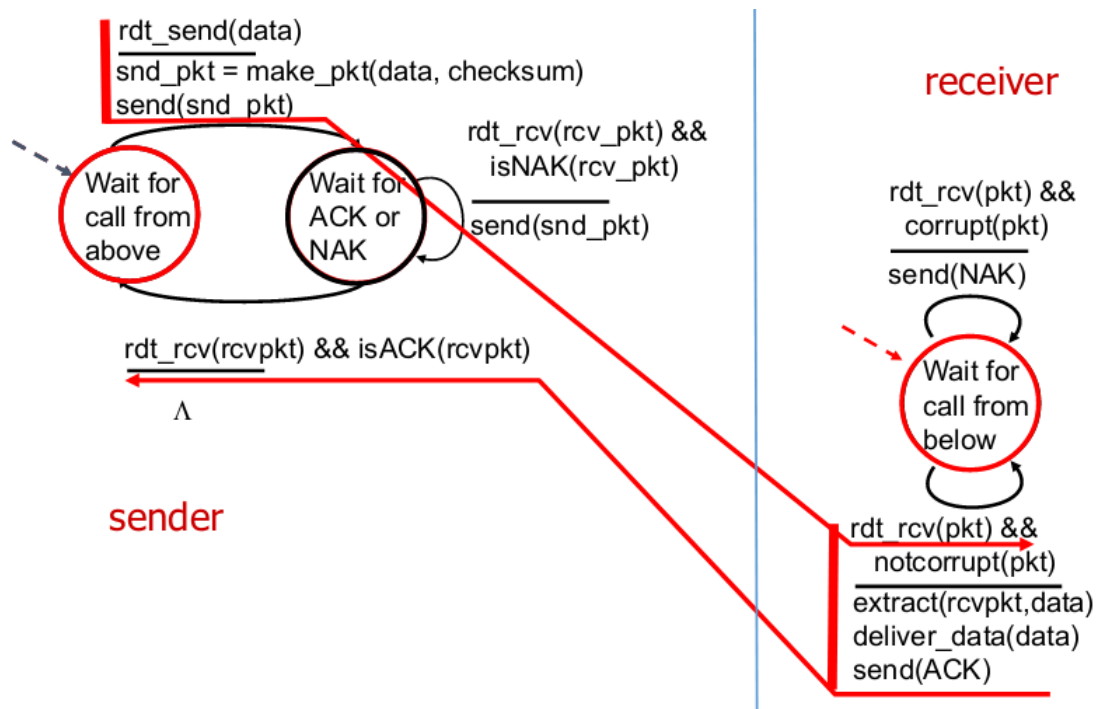 rdt_send(data)
snd_pkt = make_pkt(data, checksum)
send(snd_pkt)
receiver
rdt_rcv(rcv_pkt) &&
isNAK(rcv_pkt)
send(snd_pkt)
Wait for
call from
above
Wait for
ACK or
NAK
rdt_rcv(pkt) &&
corrupt(pkt)
send(NAK)
rdt_rcv(rcvpkt) && isACK(rcvpkt)
Λ
Wait for
call from
below
sender
rdt_rcv(pkt) &&
notcorrupt(pkt)
extract(rcvpkt,data)
deliver_data(data)
send(ACK)